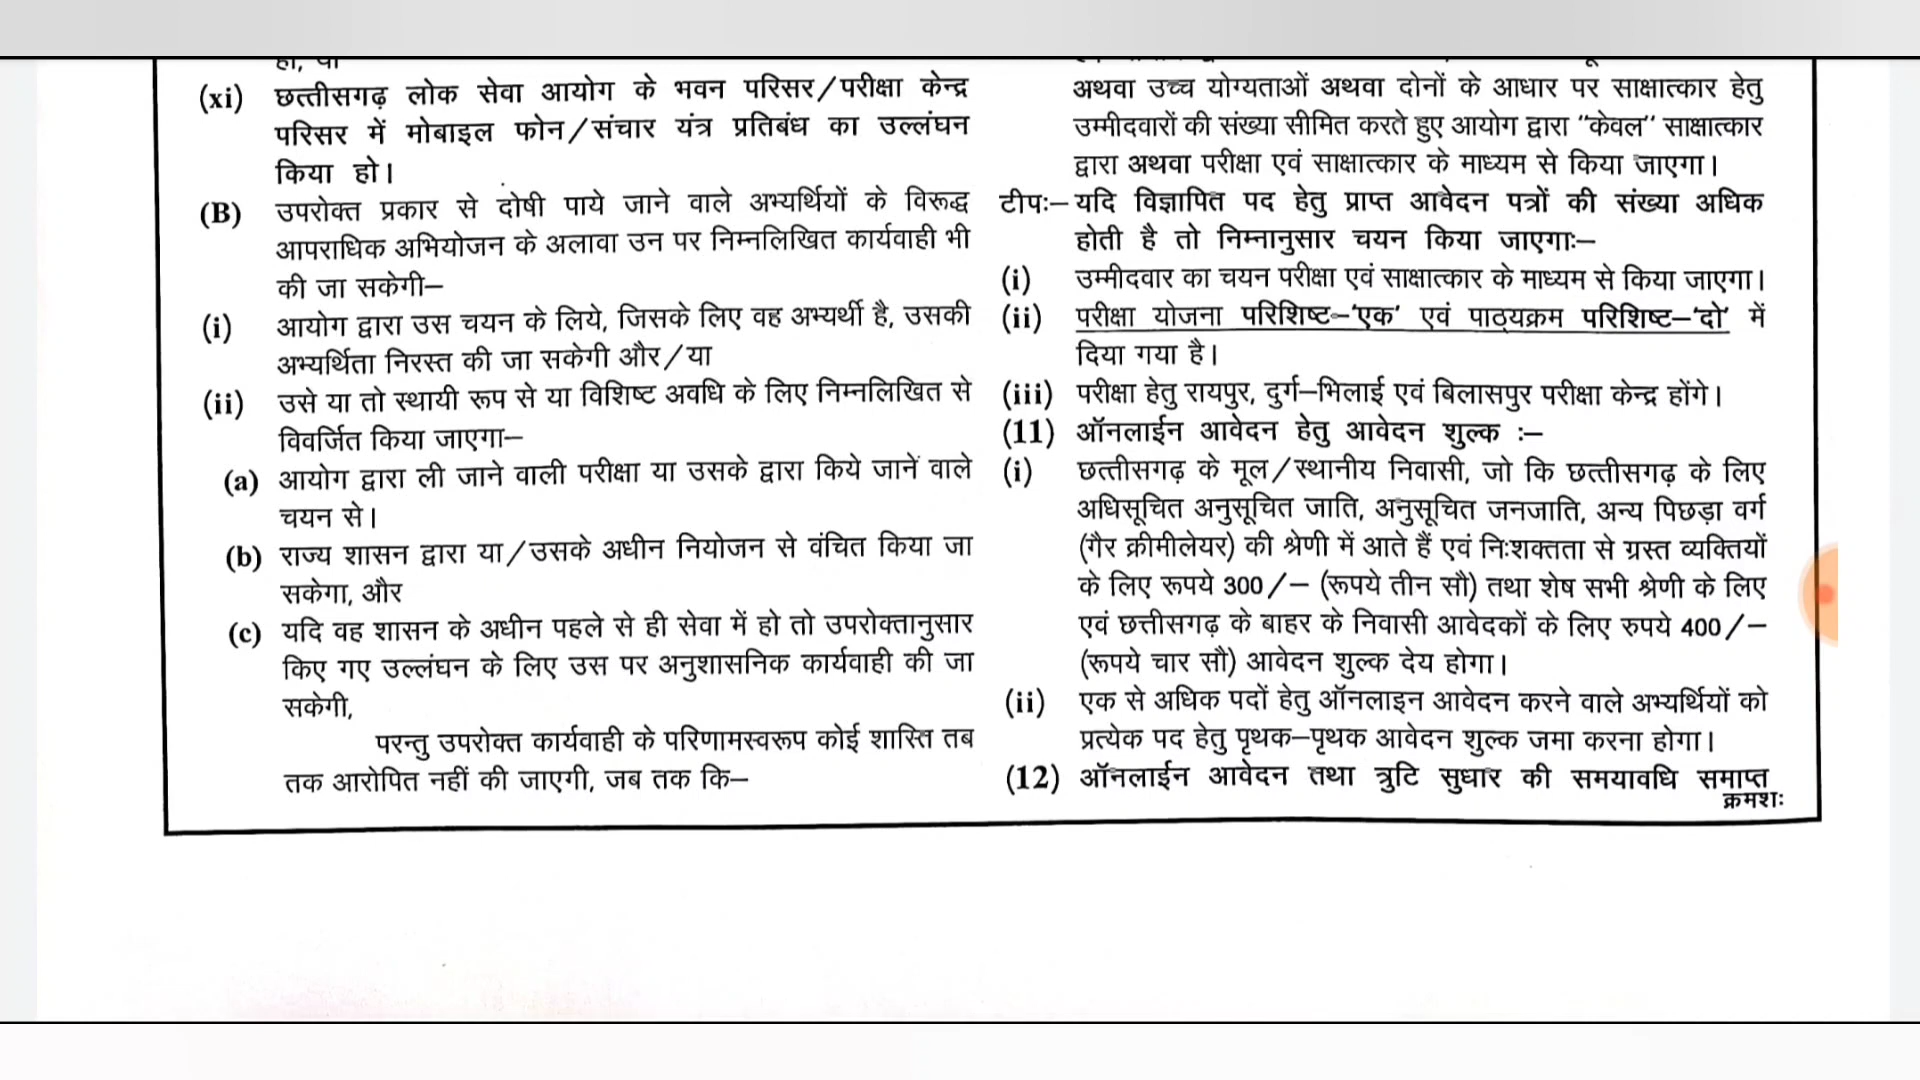 (xi) छत्तीसगढ़ लोक सेवा आयोग के भवन परिसर/परीक्षा केन्द्र
परिसर में मोबाइल फोन/संचार यंत्र प्रतिबंध का उल्लंघन
किया हो।
(B) उपरोक्त प्रकार से दोषी पाये जाने वाले अभ्यर्थियों के विरूद्ध
आपराधिक अभियोजन के अलावा उन पर निम्नलिखित कार्यवाही भी
की जा सकेगी–
(i) आयोग द्वारा उस चयन के लिये, जिसके लिए वह अभ्यर्थी है, उसकी
अभ्यर्थिता निरस्त की जा सकेगी और/या
(ii) उसे या तो स्थायी रूप से या विशिष्ट अवधि के लिए निम्नलिखित से
विवर्जित किया जाएगा–
(a) आयोग द्वारा ली जाने वाली परीक्षा या उसके द्वारा किये जानें वाले
चयन से।
(b) राज्य शासन द्वारा या/उसके अधीन नियोजन से वंचित किया जा
सकेगा, और
(c) यदि वह शासन के अधीन पहले से ही सेवा में हो तो उपरोक्तानुसार
किए गए उल्लंघन के लिए उस पर अनुशासनिक कार्यवाही की जा
सकेगी,
परन्तु उपरोक्त कार्यवाही के परिणामस्वरूप कोई शास्ति तब
तक आरोपित नहीं की जाएगी, जब तक कि–
अथवा उच्च योग्यताओं अथवा दोनों के आधार पर साक्षात्कार हेतु
उम्मीदवारों की संख्या सीमित करते हुए आयोग द्वारा "केवल" साक्षात्कार
द्वारा अथवा परीक्षा एवं साक्षात्कार के माध्यम से किया जाएगा।
टीपः– यदि विज्ञापित पद हेतु प्राप्त आवेदन पत्रों की संख्या अधिक
होती है तो निम्नानुसार चयन किया जाएगाः–
(i) उम्मीदवार का चयन परीक्षा एवं साक्षात्कार के माध्यम से किया जाएगा।
(ii) परीक्षा योजना परिशिष्ट–'एक' एवं पाठ्यक्रम परिशिष्ट–'दो' में
दिया गया है।
(iii) परीक्षा हेतु रायपुर, दुर्ग–भिलाई एवं बिलासपुर परीक्षा केन्द्र होंगे।
(11) ऑनलाईन आवेदन हेतु आवेदन शुल्क :–
(i) छत्तीसगढ़ के मूल/स्थानीय निवासी, जो कि छत्तीसगढ़ के लिए
अधिसूचित अनुसूचित जाति, अनुसूचित जनजाति, अन्य पिछड़ा वर्ग
(गैर क्रीमीलेयर) की श्रेणी में आते हैं एवं निःशक्तता से ग्रस्त व्यक्तियों
के लिए रूपये 300/– (रूपये तीन सौ) तथा शेष सभी श्रेणी के लिए
एवं छत्तीसगढ़ के बाहर के निवासी आवेदकों के लिए रुपये 400/–
(रूपये चार सौ) आवेदन शुल्क देय होगा।
(ii) एक से अधिक पदों हेतु ऑनलाइन आवेदन करने वाले अभ्यर्थियों को
प्रत्येक पद हेतु पृथक–पृथक आवेदन शुल्क जमा करना होगा।
(12) ऑनलाईन आवेदन तथा त्रुटि सुधार की समयावधि समाप्त
क्रमशः